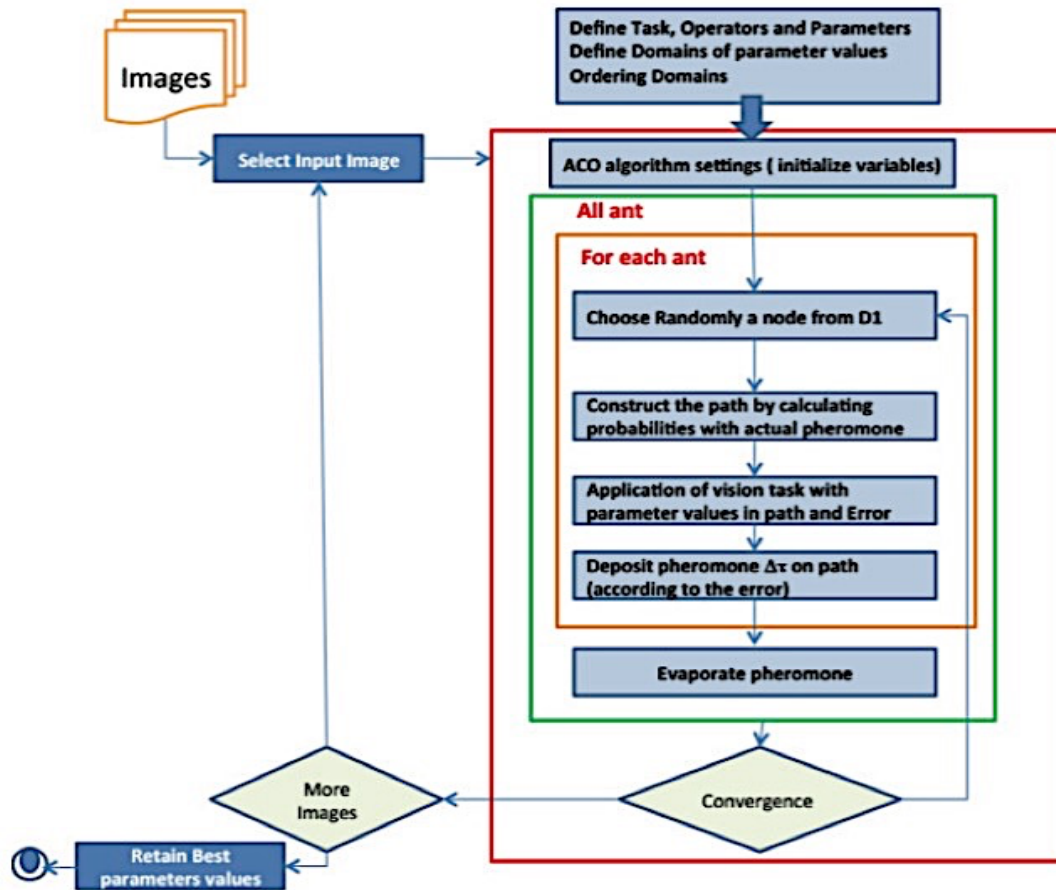 Images
Select Input Image
Define Task, Operators and Parameters
Define Domains of parameter values
Ordering Domains
ACO algorithm settings ( initialize variables)
All ant
For each ant
Choose Randomly a node from D1
Construct the path by calculating
probabilities with actual pheromone
Application of vision task with
parameter values in path and Error
Deposit pheromone Δτ on path
(according to the error)
Evaporate pheromone
Convergence
More
Images
Retain Best
parameters values